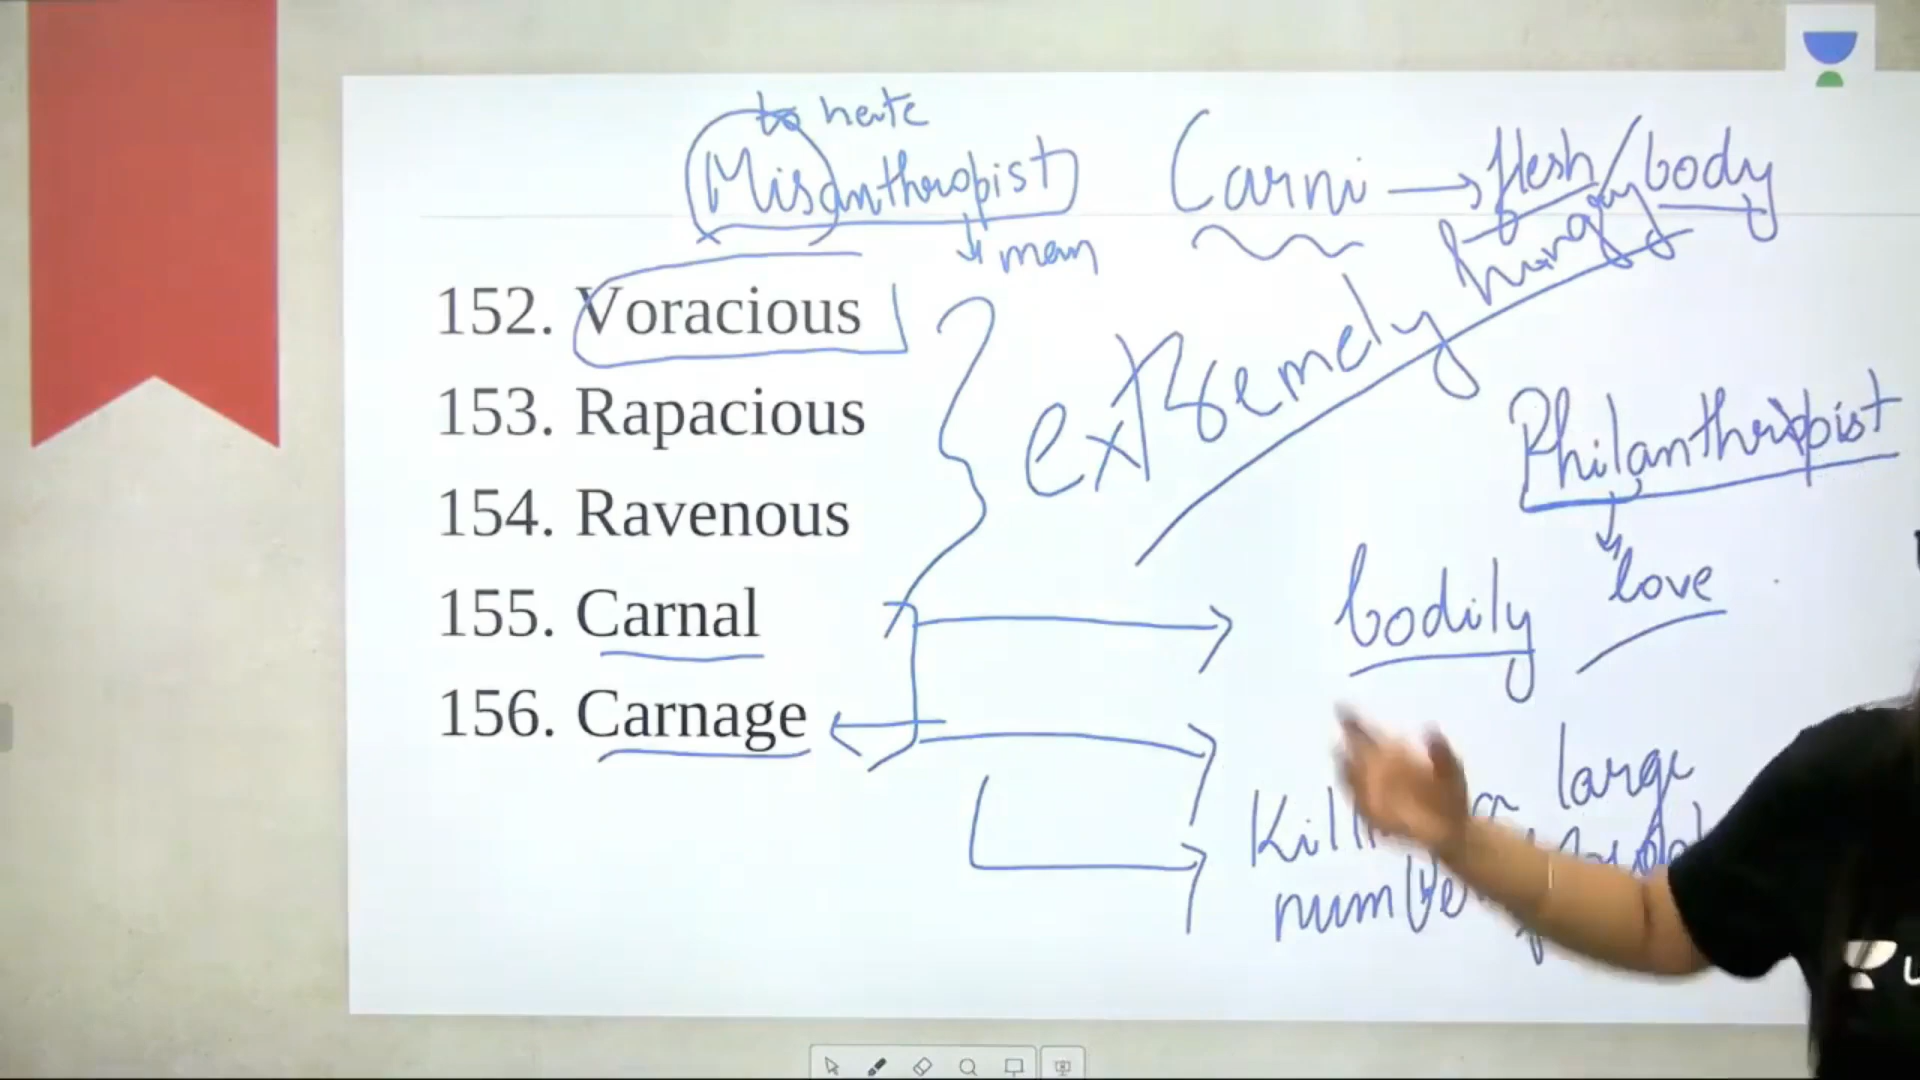 to hate
Misanthropist
man
Carni → flesh/body
extremely hungry
152. Voracious
153. Rapacious
154. Ravenous
155. Carnal
156. Carnage
Philanthropist
love
bodily
large